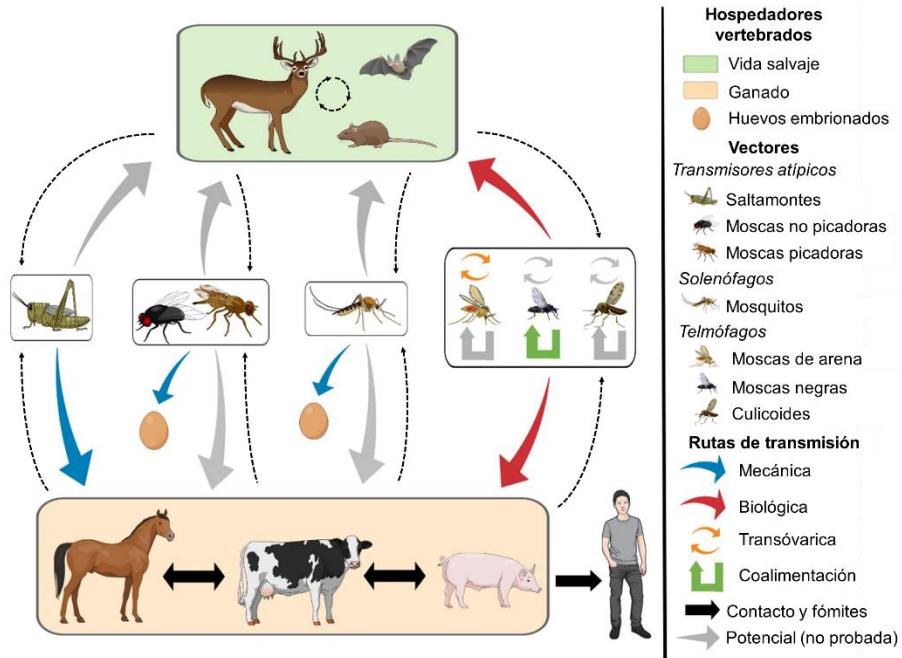 Hospedadores
vertebrados
Vida salvaje
Ganado
Huevos embrionados
Vectores
Transmisores atípicos
Saltamontes
Moscas no picadoras
Moscas picadoras
Solenófagos
Mosquitos
Telmófagos
Moscas de arena
Moscas negras
Culicoides
Rutas de transmisión
Mecánica
Biológica
Transóvarica
Coalimentación
Contacto y fómites
Potencial (no probada)